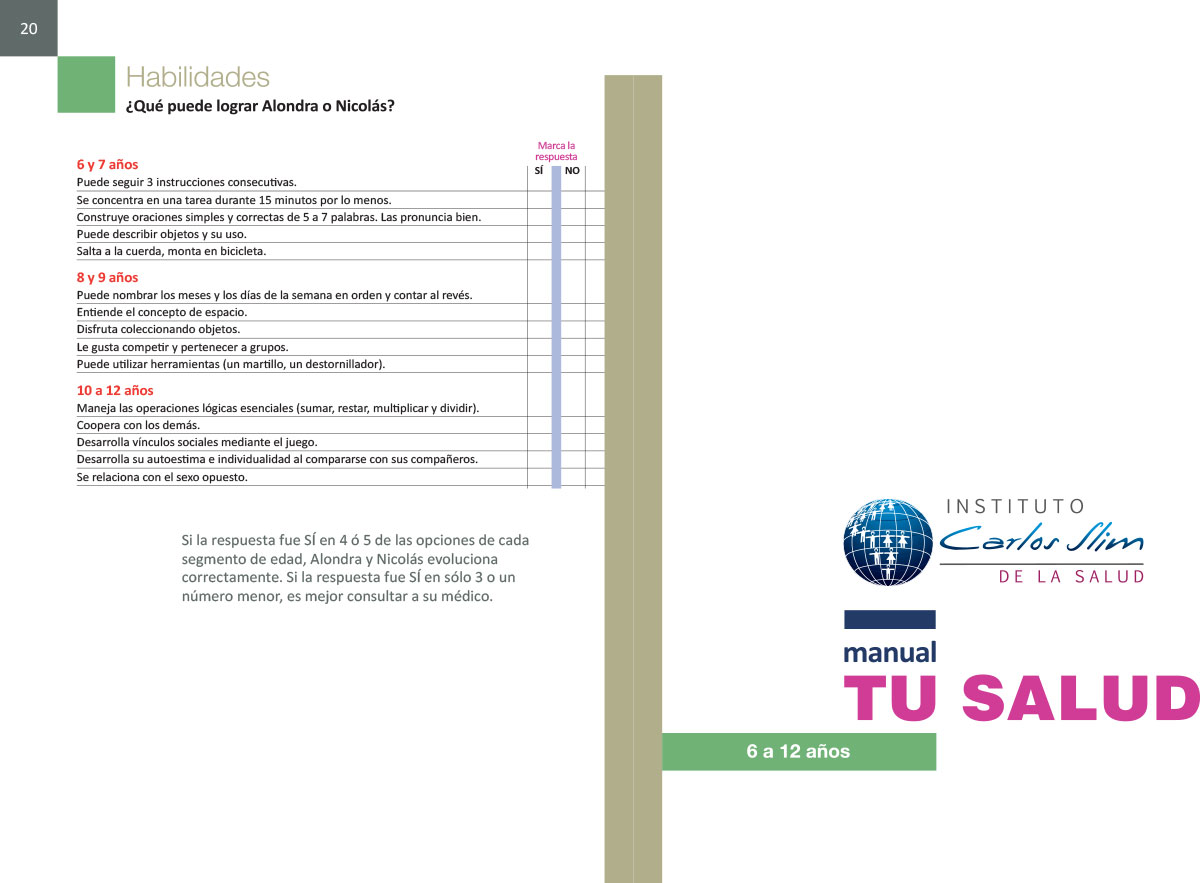 20
Habilidades
¿Qué puede lograr Alondra o Nicolás?
Marca la
respuesta
SÍ NO
6 y 7 años
Puede seguir 3 instrucciones consecutivas.
Se concentra en una tarea durante 15 minutos por lo menos.
Construye oraciones simples y correctas de 5 a 7 palabras. Las pronuncia bien.
Puede describir objetos y su uso.
Salta a la cuerda, monta en bicicleta.
8 y 9 años
Puede nombrar los meses y los días de la semana en orden y contar al revés.
Entiende el concepto de espacio.
Disfruta coleccionando objetos.
Le gusta competir y pertenecer a grupos.
Puede utilizar herramientas (un martillo, un destornillador).
10 a 12 años
Maneja las operaciones lógicas esenciales (sumar, restar, multiplicar y dividir).
Coopera con los demás.
Desarrolla vínculos sociales mediante el juego.
Desarrolla su autoestima e individualidad al compararse con sus compañeros.
Se relaciona con el sexo opuesto.
Si la respuesta fue SÍ en 4 ó 5 de las opciones de cada
segmento de edad, Alondra y Nicolás evoluciona
correctamente. Si la respuesta fue SÍ en sólo 3 o un
número menor, es mejor consultar a su médico.
INSTITUTO
Carlos Slim
DE LA SALUD
manual
TU SALUD
6 a 12 años